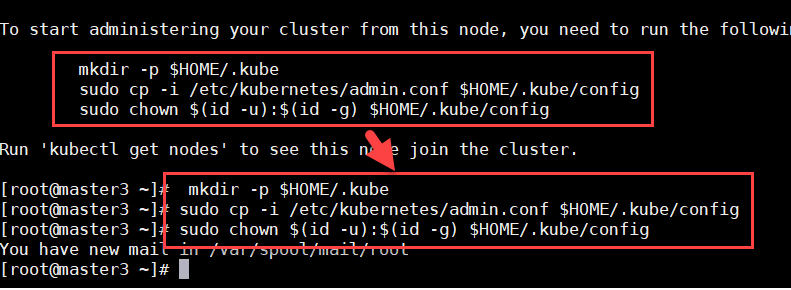 To start administering your cluster from this node, you need to run the followin
mkdir -p $HOME/.kube
sudo cp -i /etc/kubernetes/admin.conf $HOME/.kube/config
sudo chown $(id -u):$(id -g) $HOME/.kube/config
Run 'kubectl get nodes' to see this node join the cluster.
[root@master3 ~]#  mkdir -p $HOME/.kube
[root@master3 ~]# sudo cp -i /etc/kubernetes/admin.conf $HOME/.kube/config
[root@master3 ~]# sudo chown $(id -u):$(id -g) $HOME/.kube/config
You have new mail in /var/spool/mail/root
[root@master3 ~]#